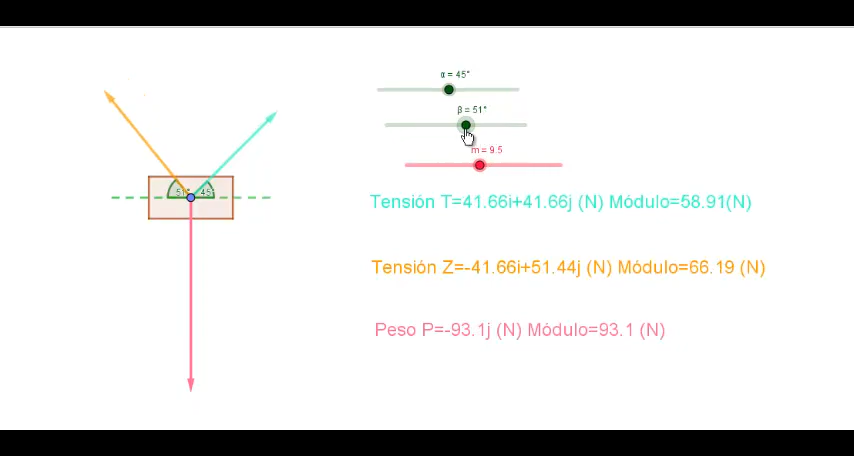 α = 45°
β = 51°
m = 9.5
51°
45°
Tensión T=41.66i+41.66j (N) Módulo=58.91(N)
Tensión Z=-41.66i+51.44j (N) Módulo=66.19 (N)
Peso P=-93.1j (N) Módulo=93.1 (N)